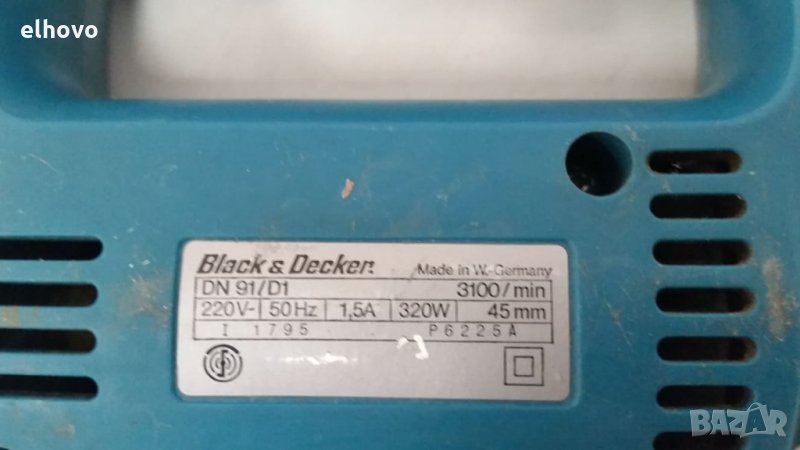 elhovo
Black & Decker. Made in W.-Germany
DN 91/D1 3100/min
220V~ 50Hz 1,5A 320W 45mm
I 1795 P6225A
BAZAR